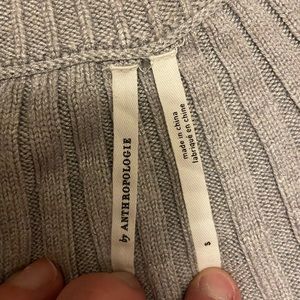 by ANTHROPOLOGIE
made in china
fabriqué en chine
S